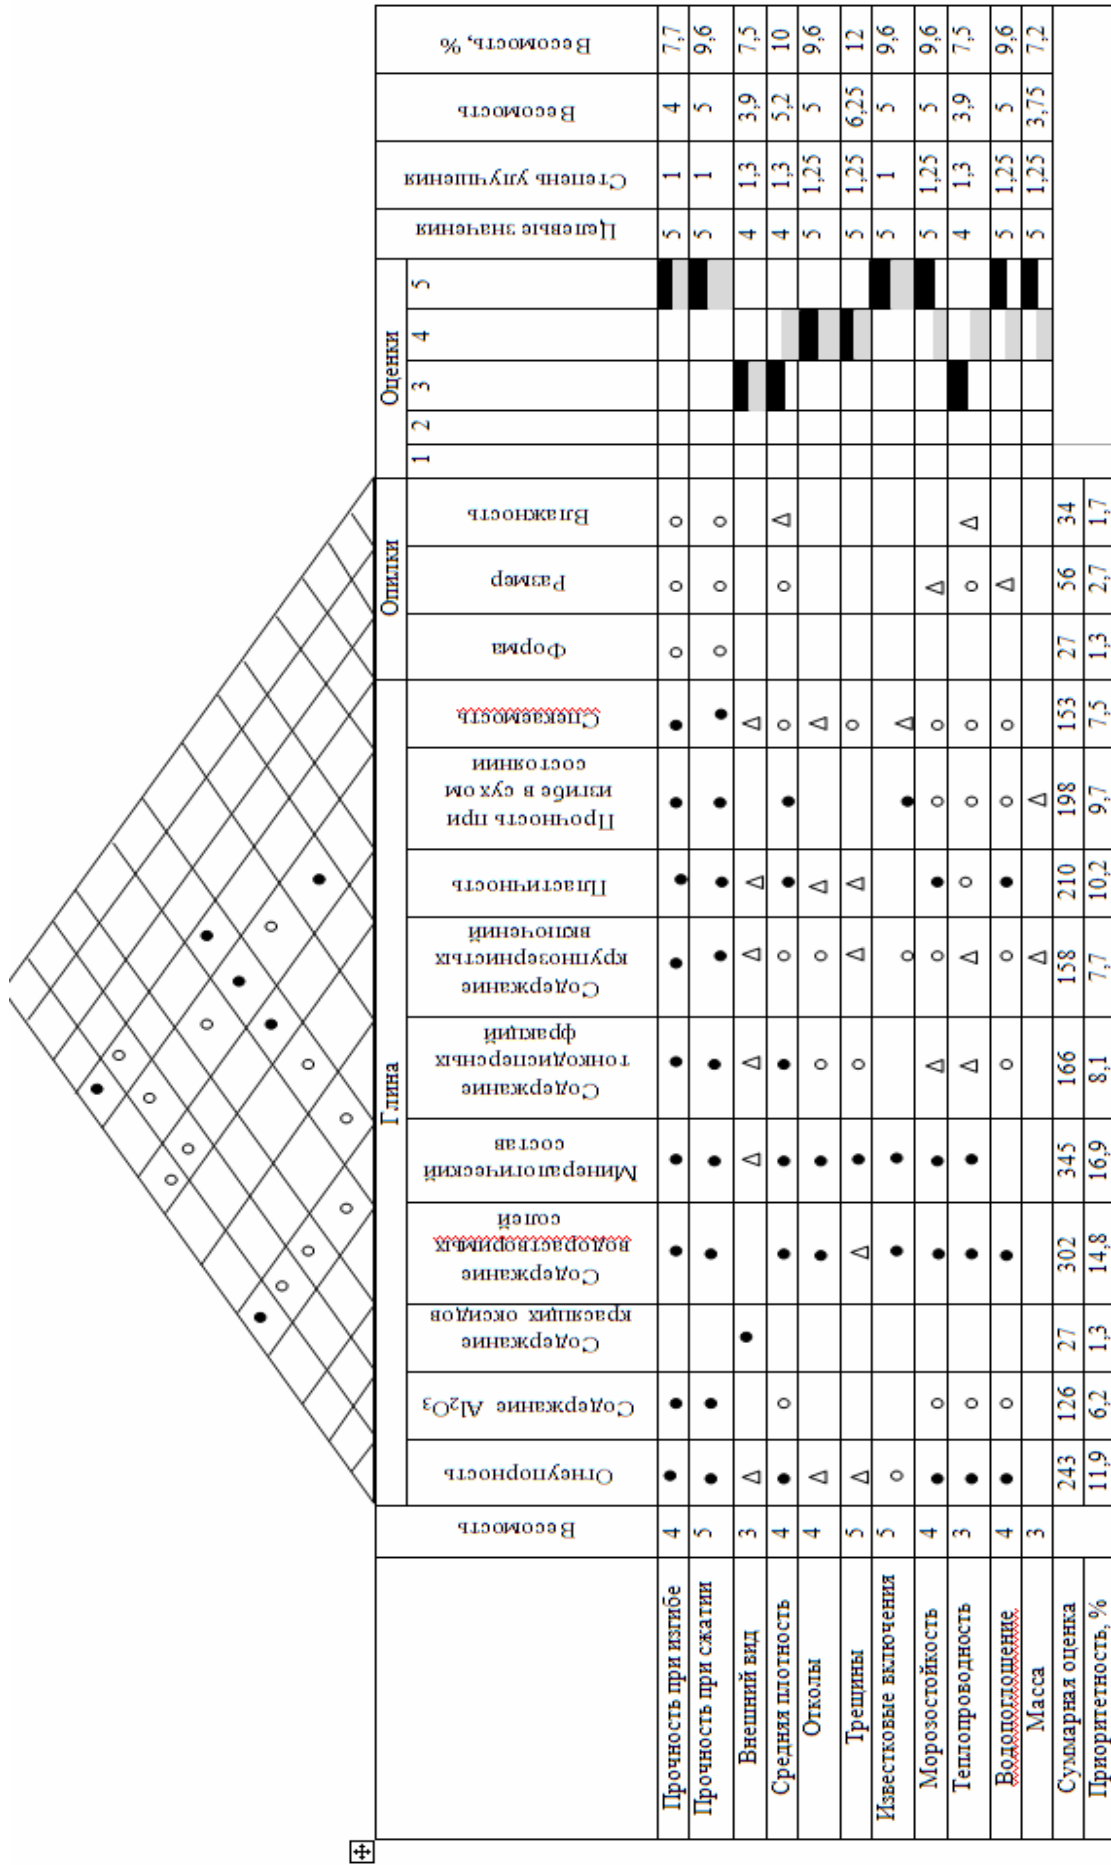 Глина
Опилки
Оценки
Весомость
Огнеупорность
Содержание Al2O3
Содержание
красящих оксидов
Содержание
водорастворимых
солей
Минералогический
состав
Содержание
тонкодисперсных
фракций
Содержание
крупнозернистых
включений
Пластичность
Прочность при
изгибе в сухом
состоянии
Спекаемость
Форма
Размер
Влажность
1 2 3 4 5
Целевые значения
Степень улучшения
Весомость
Весомость, %
Прочность при изгибе 4 5 1 4 7,7
Прочность при сжатии 5 5 1 5 9,6
Внешний вид 3 4 1,3 3,9 7,5
Средняя плотность 4 4 1,3 5,2 10
Отколы 4 5 1,25 5 9,6
Трещины 5 5 1,25 6,25 12
Известковые включения 5 5 1 5 9,6
Морозостойкость 4 5 1,25 5 9,6
Теплопроводность 3 4 1,3 3,9 7,5
Водопоглощение 4 5 1,25 5 9,6
Масса 3 5 1,25 3,75 7,2
Суммарная оценка 243 126 27 302 345 166 158 210 198 153 27 56 34
Приоритетность, % 11,9 6,2 1,3 14,8 16,9 8,1 7,7 10,2 9,7 7,5 1,3 2,7 1,7